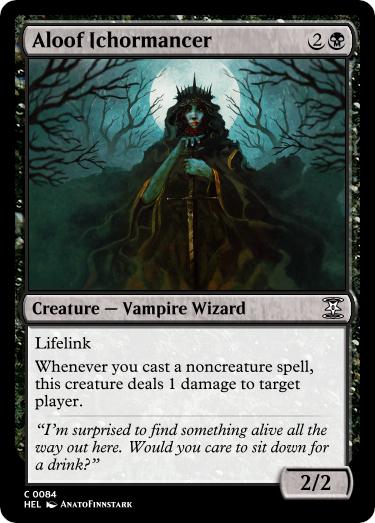 Aloof Ichormancer 2
Creature — Vampire Wizard
Lifelink
Whenever you cast a noncreature spell,
this creature deals 1 damage to target
player.
“I’m surprised to find something alive all the
way out here. Would you care to sit down for
a drink?”
2/2
C 0084
HEL AnatoFinnstark